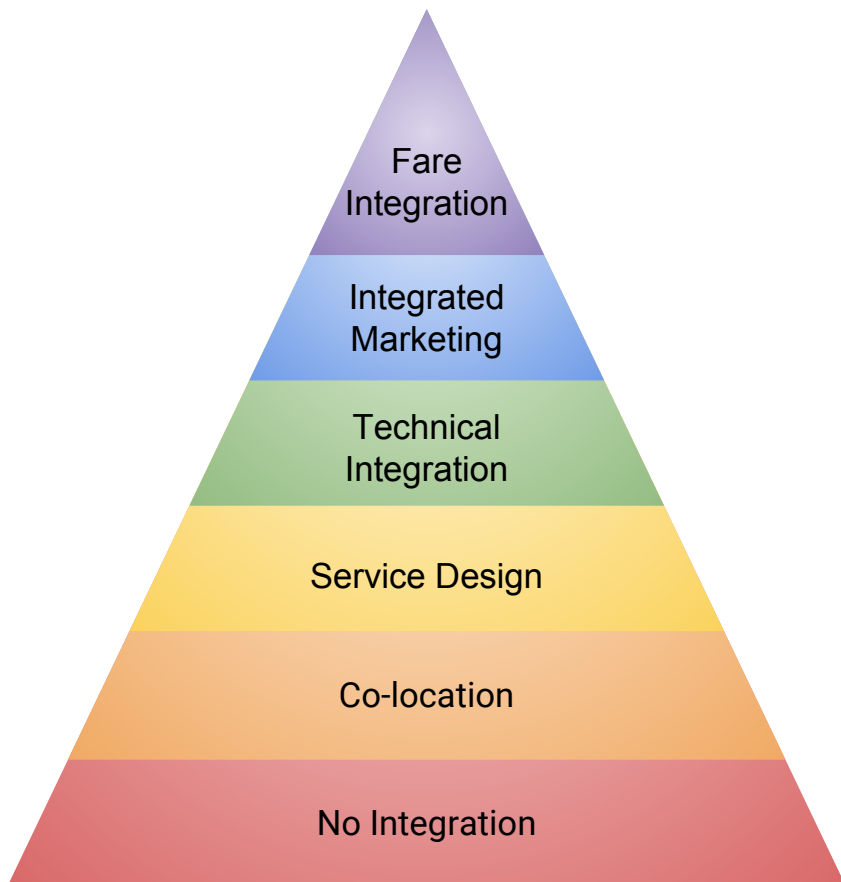 Fare
Integration
Integrated
Marketing
Technical
Integration
Service Design
Co-location
No Integration